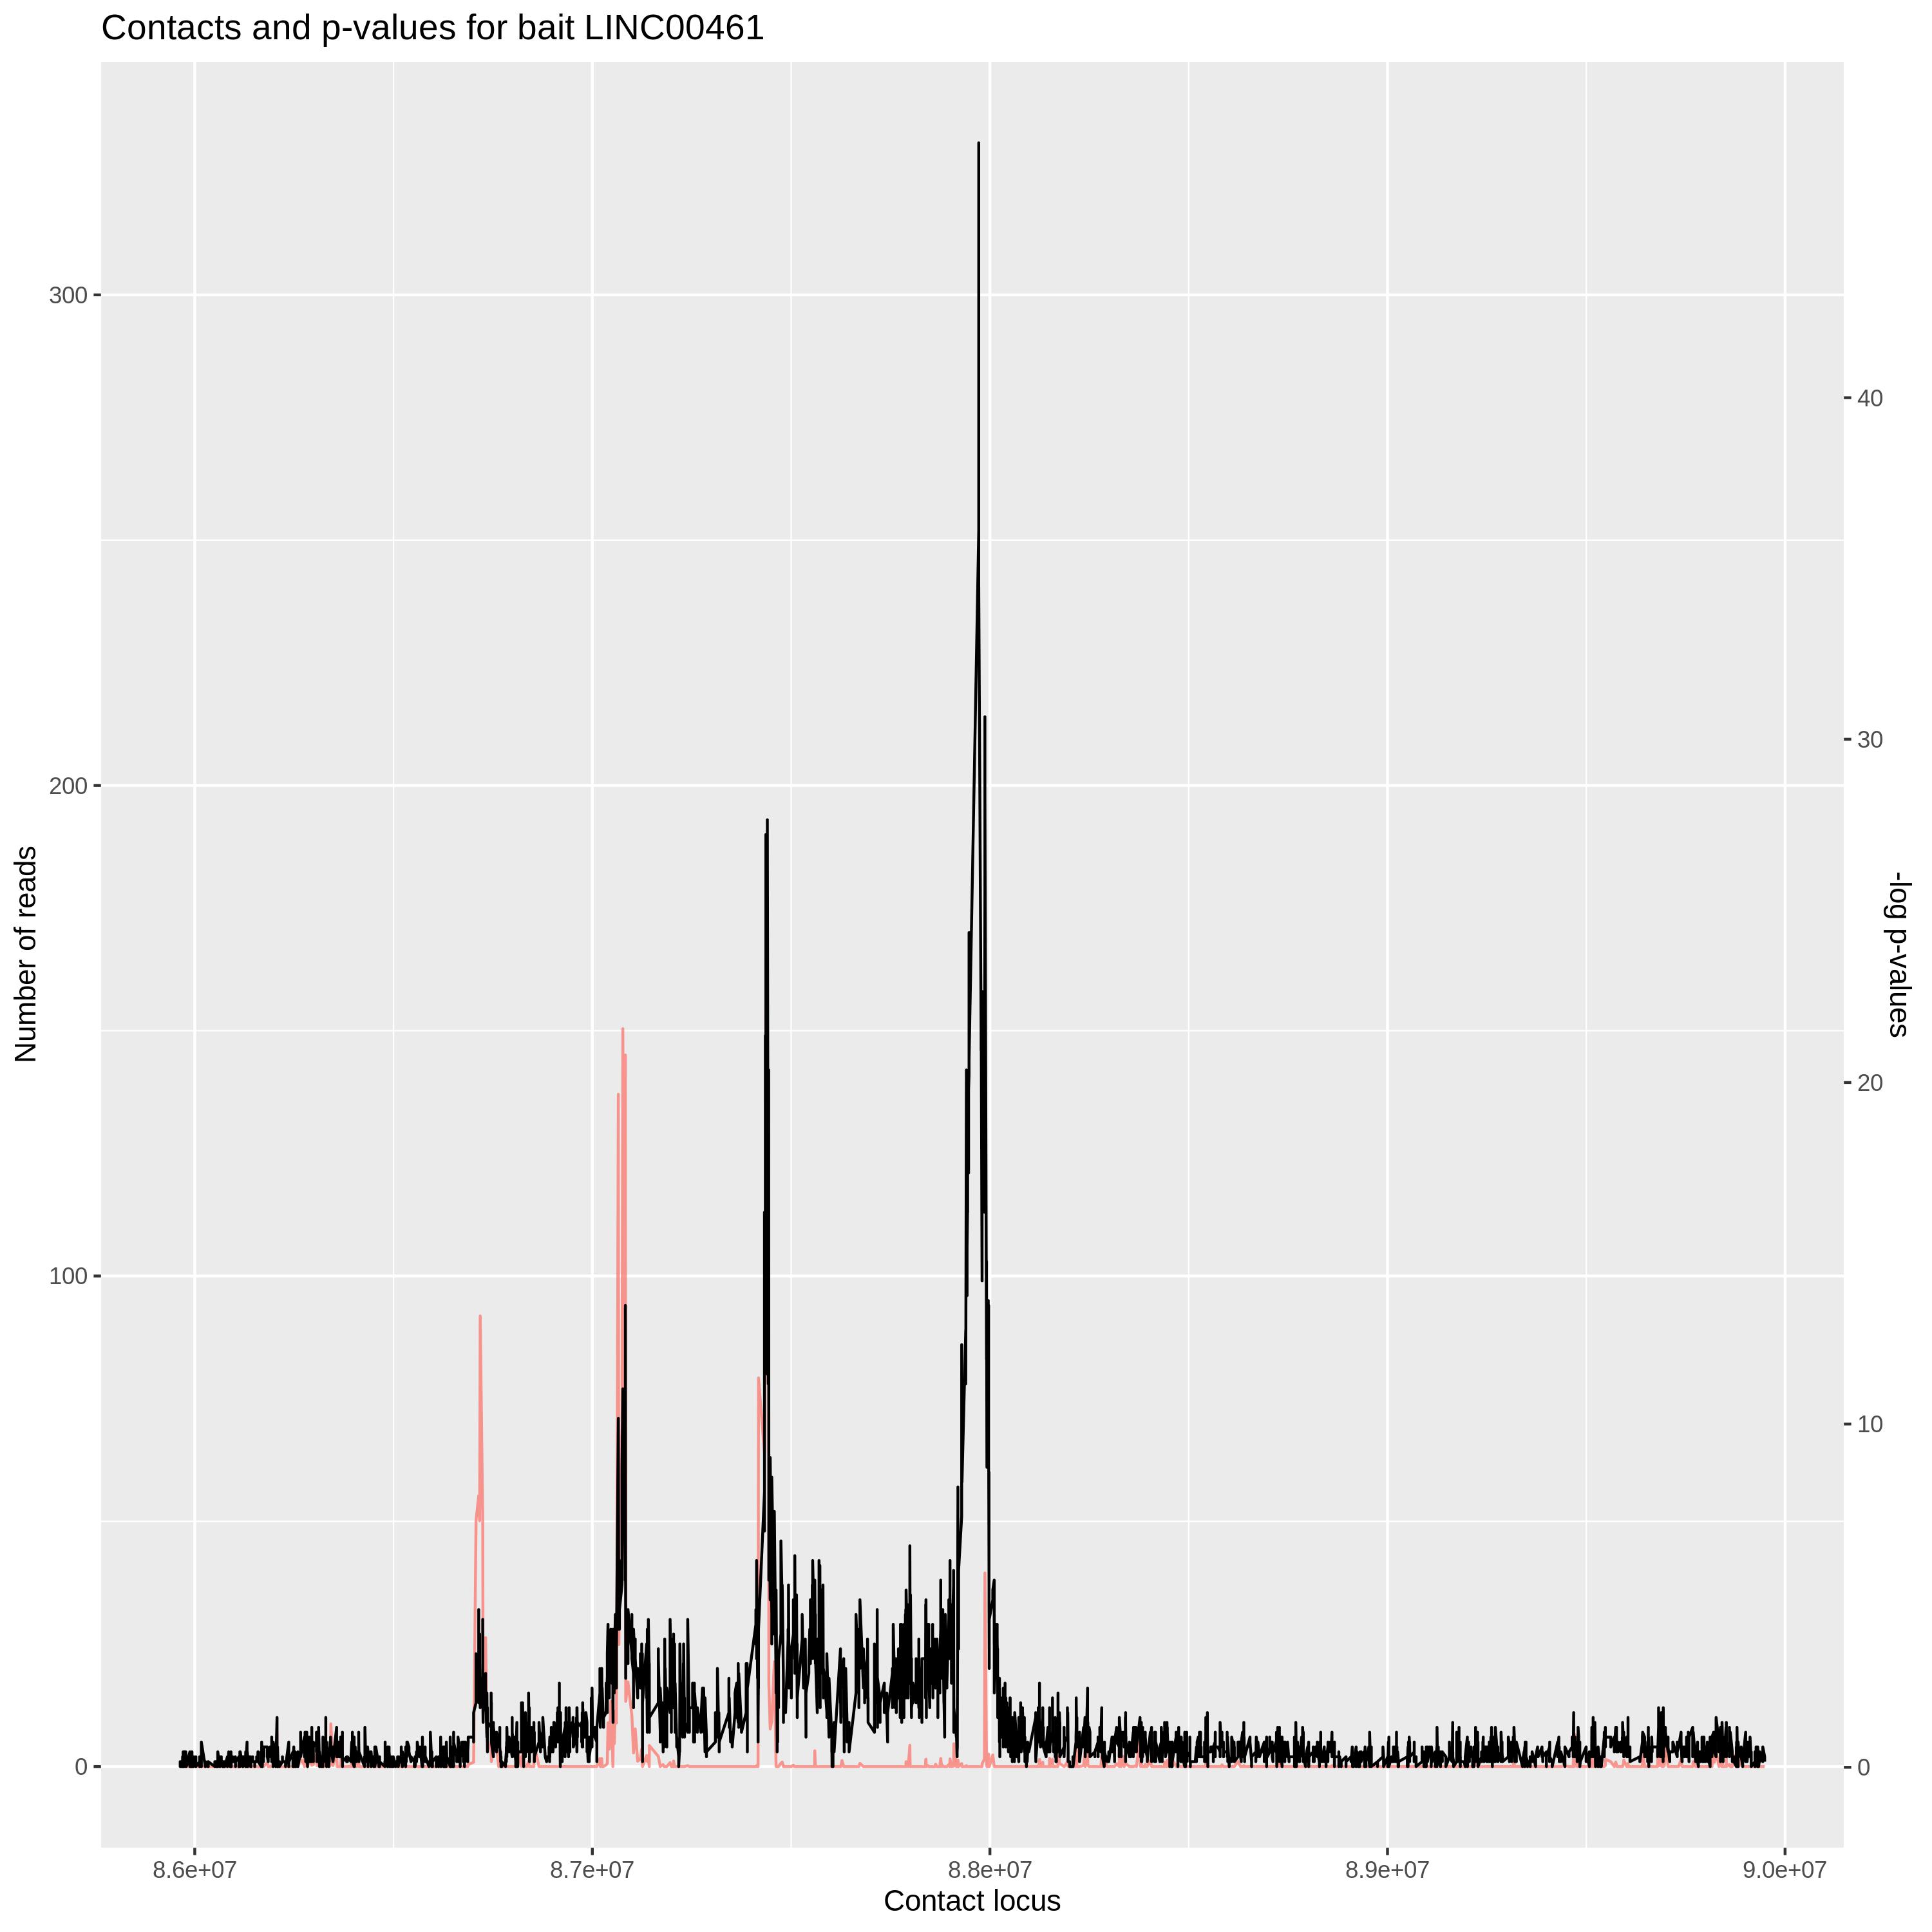 Contacts and p-values for bait LINC00461
Number of reads
300
200
100
0
40
30
20
10
0
-log p-values
8.6e+07 8.7e+07 8.8e+07 8.9e+07 9.0e+07
Contact locus